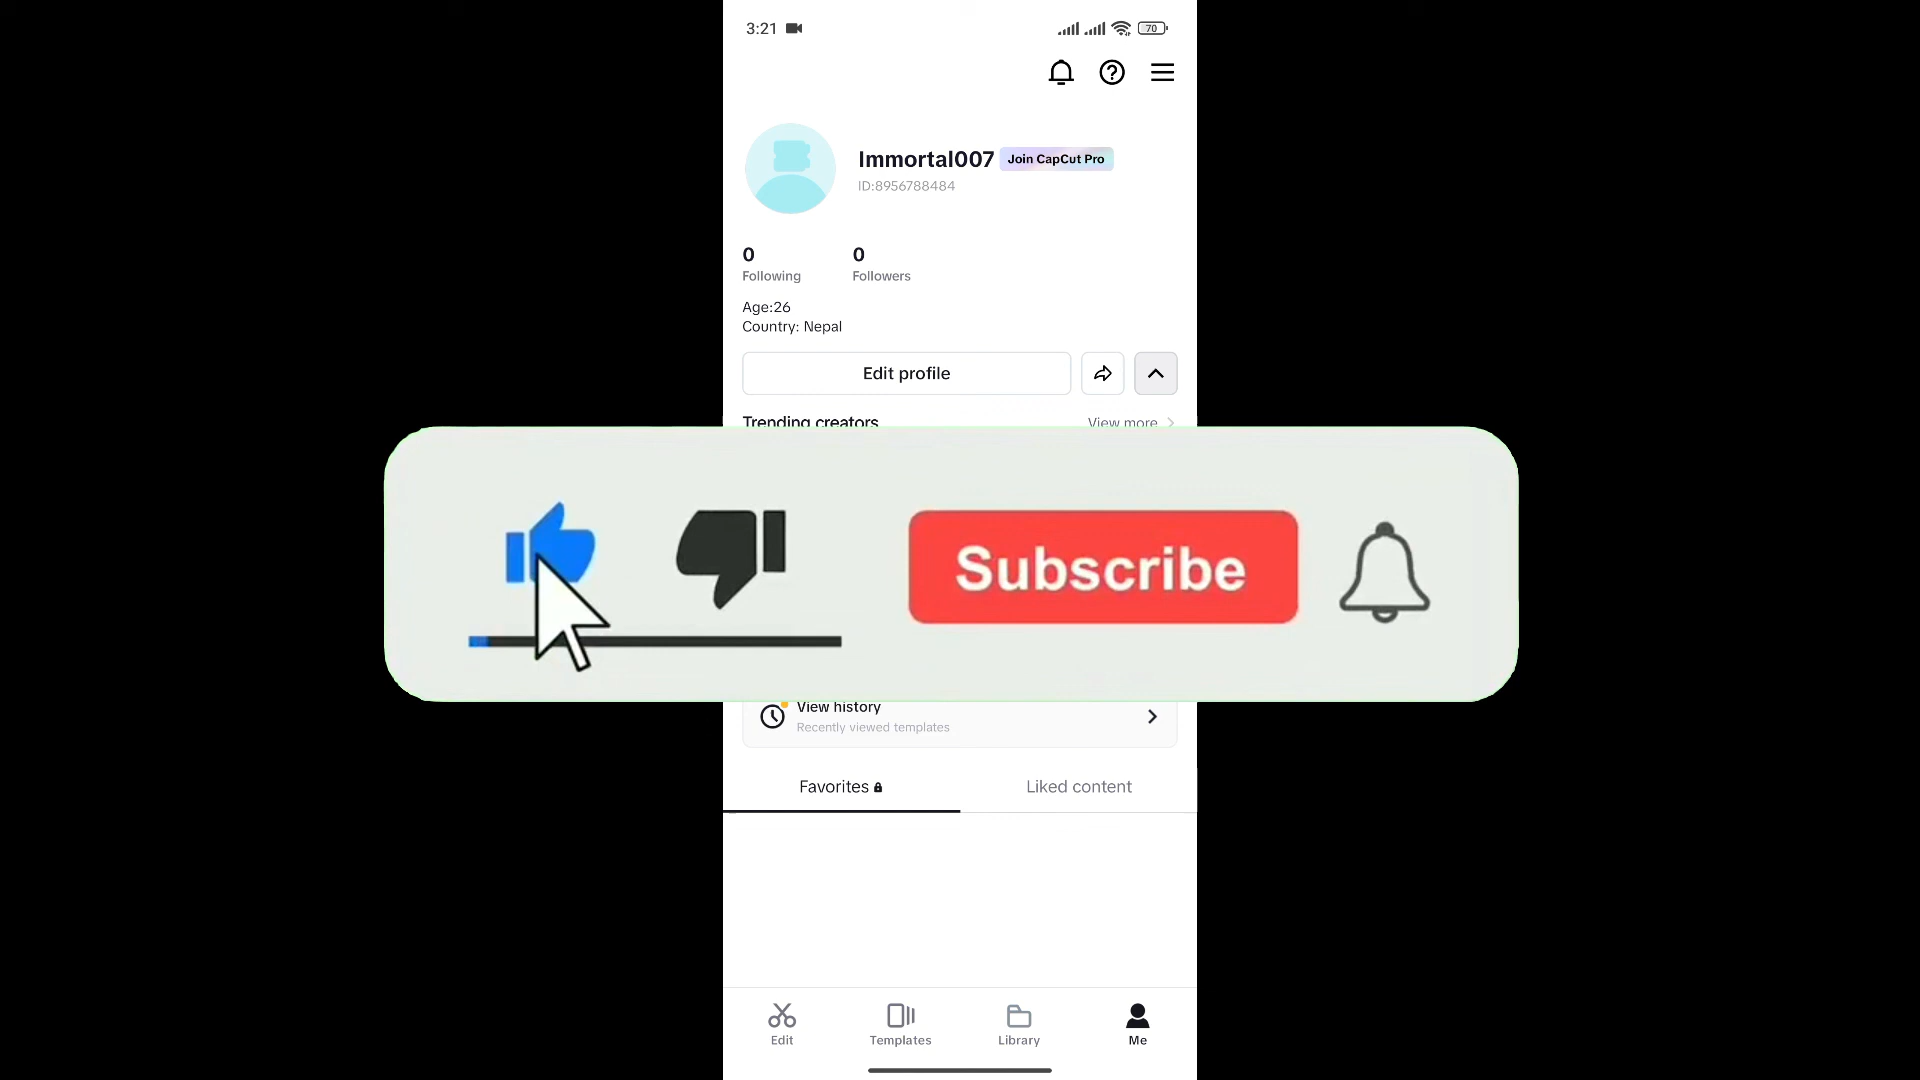 3:21
70
Immortal007 Join CapCut Pro
ID:8956788484
0 0
Following Followers
Age:26
Country: Nepal
Edit profile
Trending creators View more
Subscribe
View history
Recently viewed templates
Favorites Liked content
Edit Templates Library Me